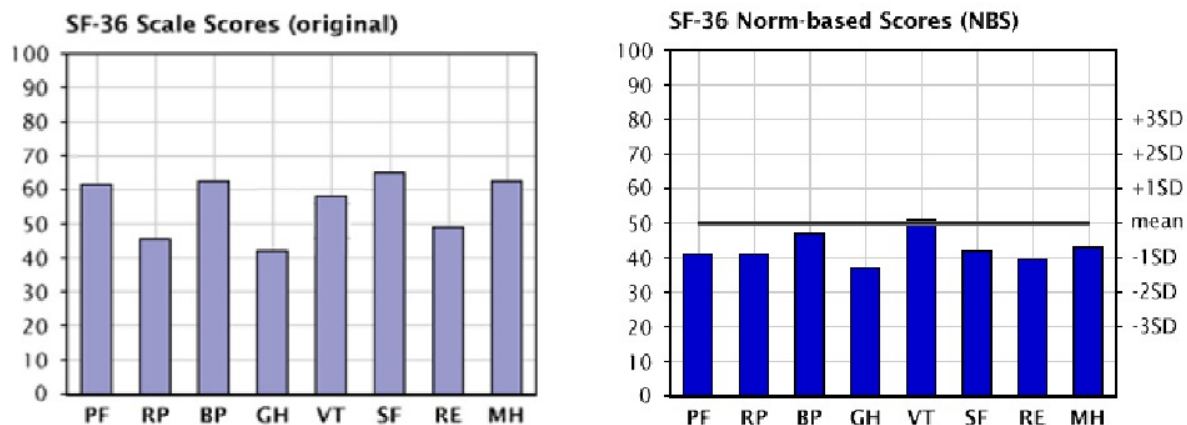 SF-36 Scale Scores (original)
100
90
80
70
60
50
40
30
20
10
0
PF RP BP GH VT SF RE MH
SF-36 Norm-based Scores (NBS)
100
90
80
70
60
50
40
30
20
10
0
+3SD
+2SD
+1SD
mean
-1SD
-2SD
-3SD
PF RP BP GH VT SF RE MH